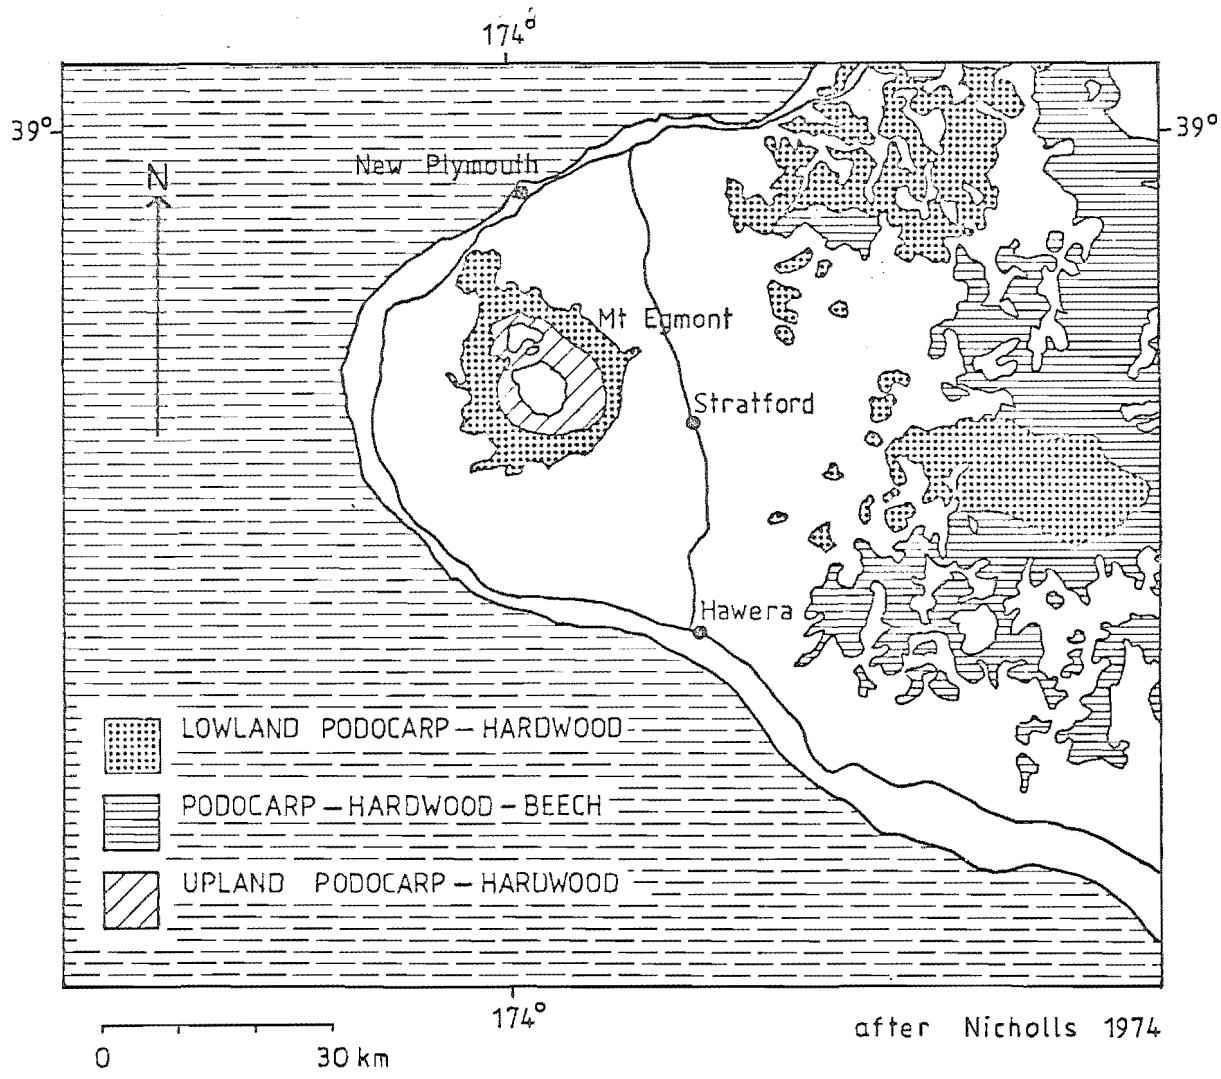 174°
39°
39°
New Plymouth
N
Mt Egmont
Stratford
Hawera
LOWLAND PODOCARP – HARDWOOD
PODOCARP – HARDWOOD – BEECH
UPLAND PODOCARP – HARDWOOD
174°
after Nicholls 1974
0 30 km